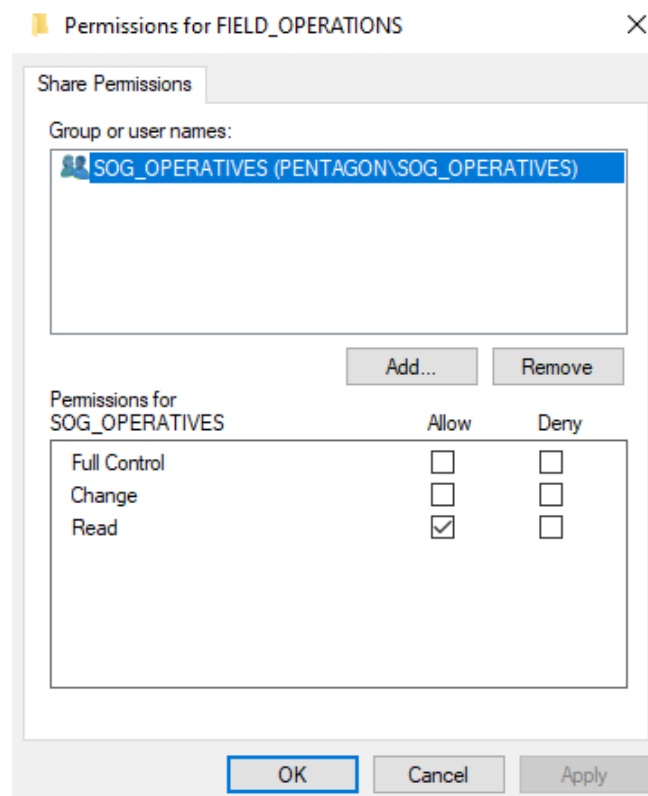 Permissions for FIELD_OPERATIONS
Share Permissions
Group or user names:
SOG_OPERATIVES (PENTAGON\SOG_OPERATIVES)
Add... Remove
Permissions for
SOG_OPERATIVES Allow Deny
Full Control
Change
Read
OK Cancel Apply